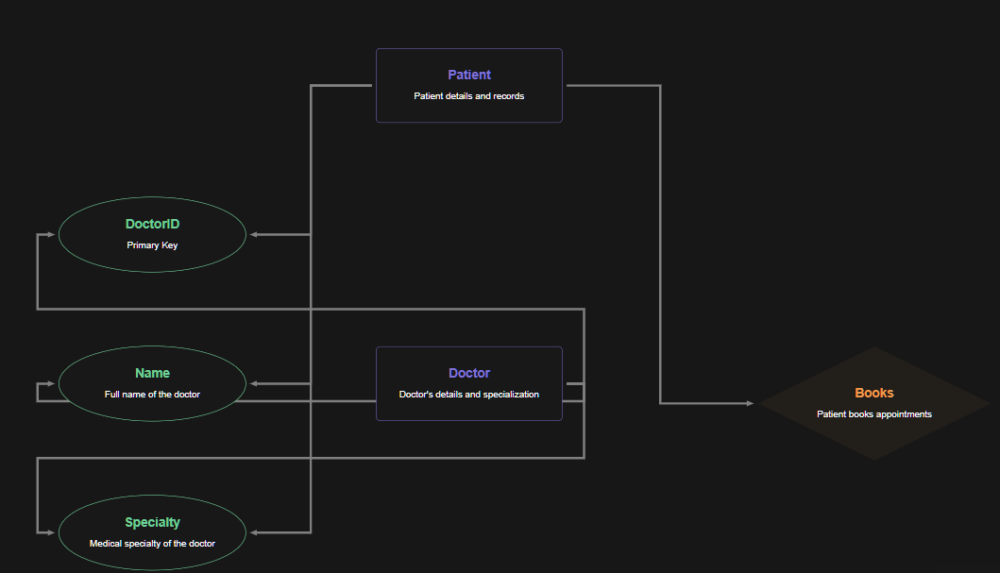 Patient
Patient details and records
DoctorID
Primary Key
Name
Full name of the doctor
Doctor
Doctor's details and specialization
Books
Patient books appointments
Specialty
Medical specialty of the doctor